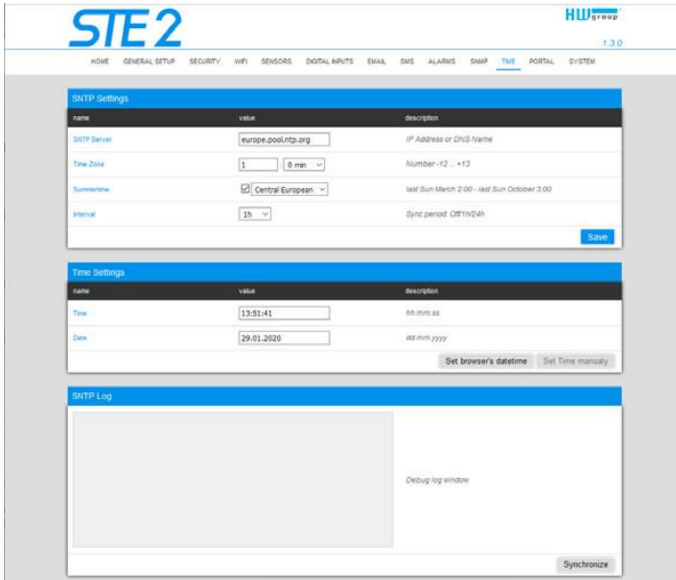 STE 2
HW group
1.3.0
HOME GENERAL SETUP SECURITY WIFI SENSORS DIGITAL INPUTS EMAIL SMS ALARMS SNMP TIME PORTAL SYSTEM
SNTP Settings
name value description
SNTP Server europe.pool.ntp.org IP Address or DNS Name
Time Zone 1 : 0 min Number -12 ... +13
Summertime Central European last Sun March 2:00 - last Sun October 3:00
Interval 1h Sync period: Off/1h/24h
Save
Time Settings
name value description
Time 13:51:41 hh:mm:ss
Date 29.01.2020 dd.mm.yyyy
Set browser's datetime Set Time manualy
SNTP Log
Debug log window.
Synchronize